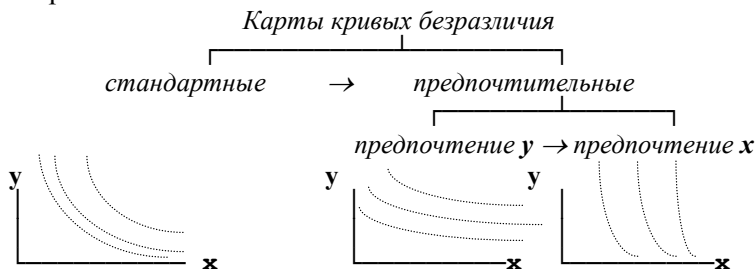 Карты кривых безразличия
стандартные → предпочтительные
предпочтение y → предпочтение x
y y y
x x x